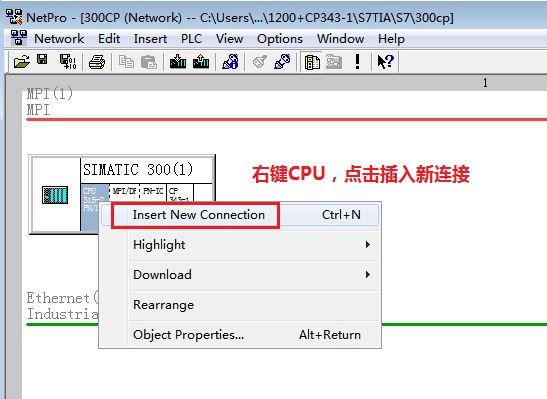 NetPro - [300CP (Network) -- C:\Users\...\1200+CP343-1\S7TIA\S7\300cp]
Network Edit Insert PLC View Options Window Help
1
MPI(1)
MPI
SIMATIC 300(1)
CPU MPI/DP PN-IO CP
315-2 343-1
PN/
右键CPU，点击插入新连接
Insert New Connection Ctrl+N
Highlight
Download
Rearrange
Object Properties... Alt+Return
Ethernet(
Industria